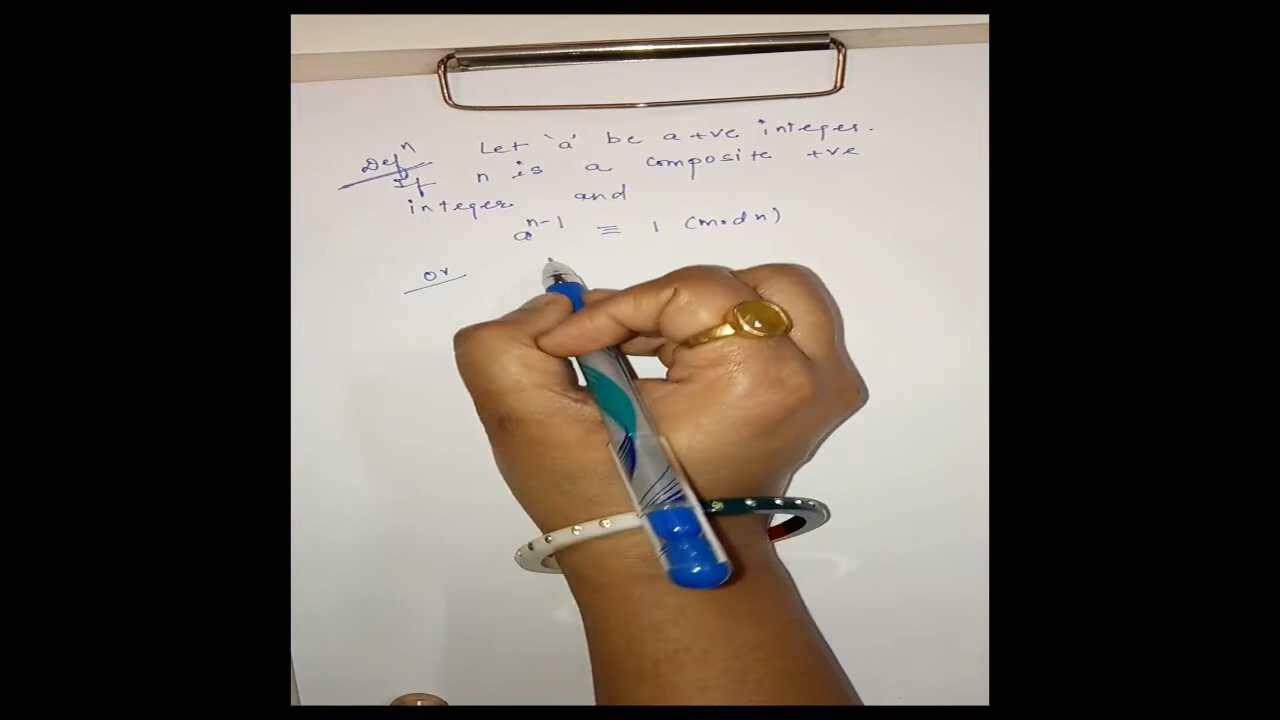 Defⁿ Let 'a' be a +ve integer.
If n is a composite +ve
integer and
aⁿ⁻¹ ≡ 1 (mod n)
or